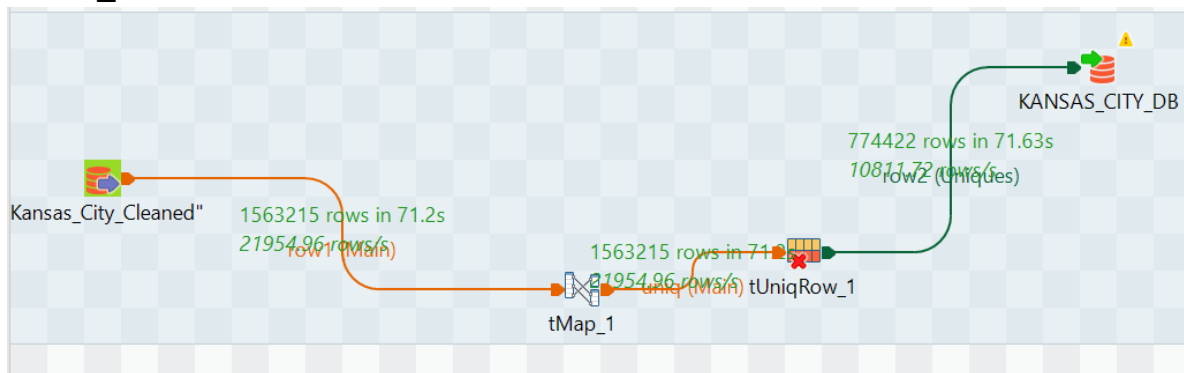 KANSAS_CITY_DB
774422 rows in 71.63s
10811.72 rows/s
row2 (Uniques)
Kansas_City_Cleaned"
1563215 rows in 71.2s
21954.96 rows/s
row1 (Main)
1563215 rows in 71.2s
21954.96 rows/s
uniq (Main)
tUniqRow_1
tMap_1